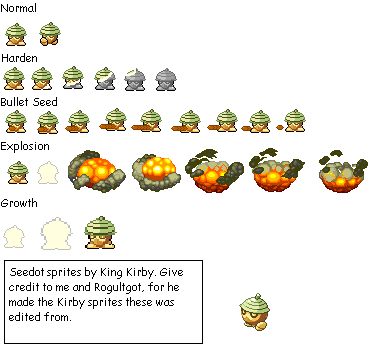 Normal
Harden
Bullet Seed
Explosion
Growth
Seedot sprites by King Kirby. Give
credit to me and Rogultgot, for he
made the Kirby sprites these was
edited from.